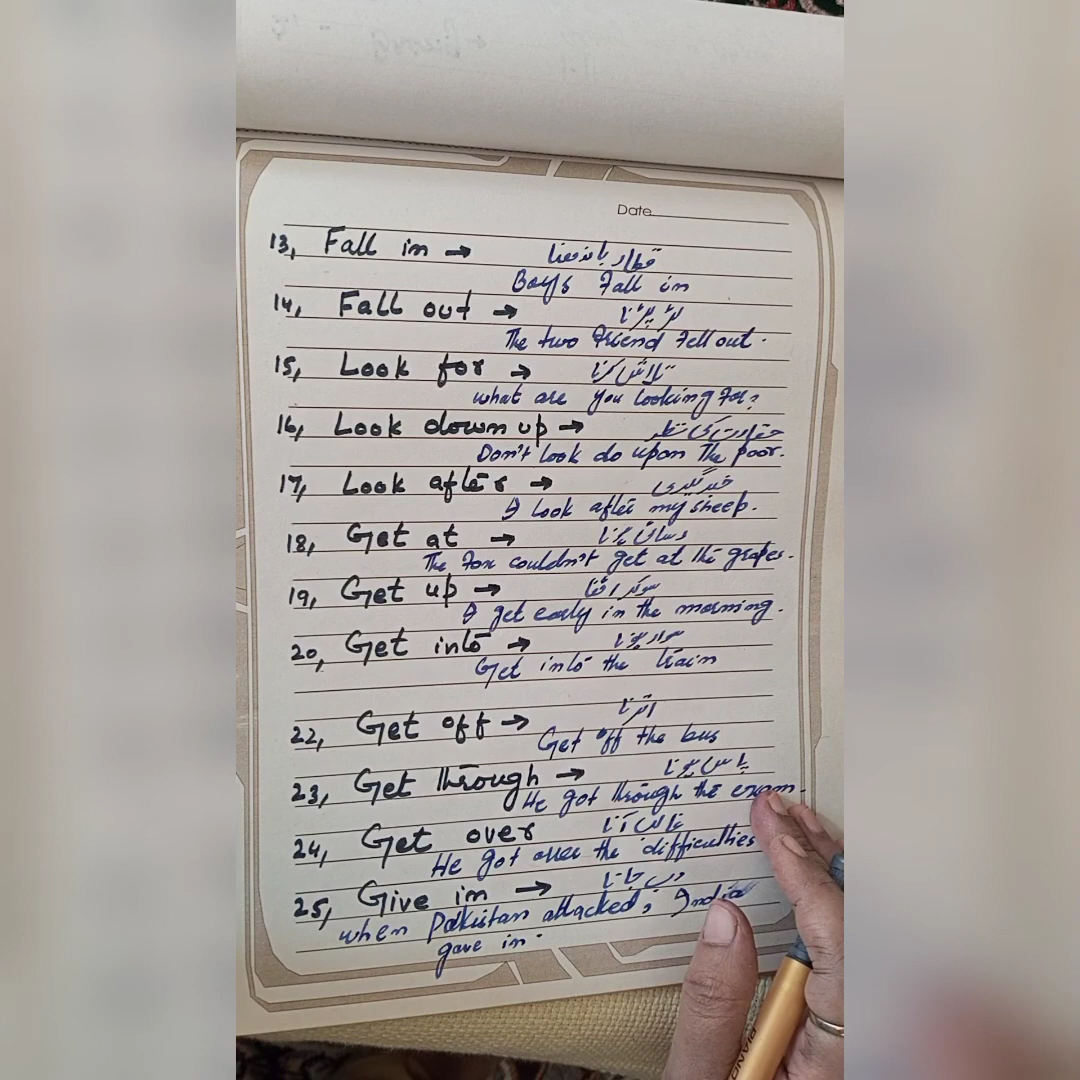 Date
13, Fall in → قطار باندھنا
Boys Fall in
14, Fall out → لڑ پڑنا
The two Friend Fell out.
15, Look for → تلاش کرنا
what are you looking For?
16, Look down up → حقارت کی نظر
Don't look do upon The poor.
17, Look after → خبر گیری
I look after my sheep.
18, Get at → رسائی ہونا
The Fox couldn't get at the grapes.
19, Get up → سوکر اٹھنا
I get early in the morning.
20, Get into → سوار ہونا
Get into the train
22, Get off → اترنا
Get off the bus
23, Get through → پاس ہونا
He got through the exam.
24, Get over غالب آنا
He got over the difficulties
25, Give in → دب جانا
when Pakistan attacked, India
gave in.